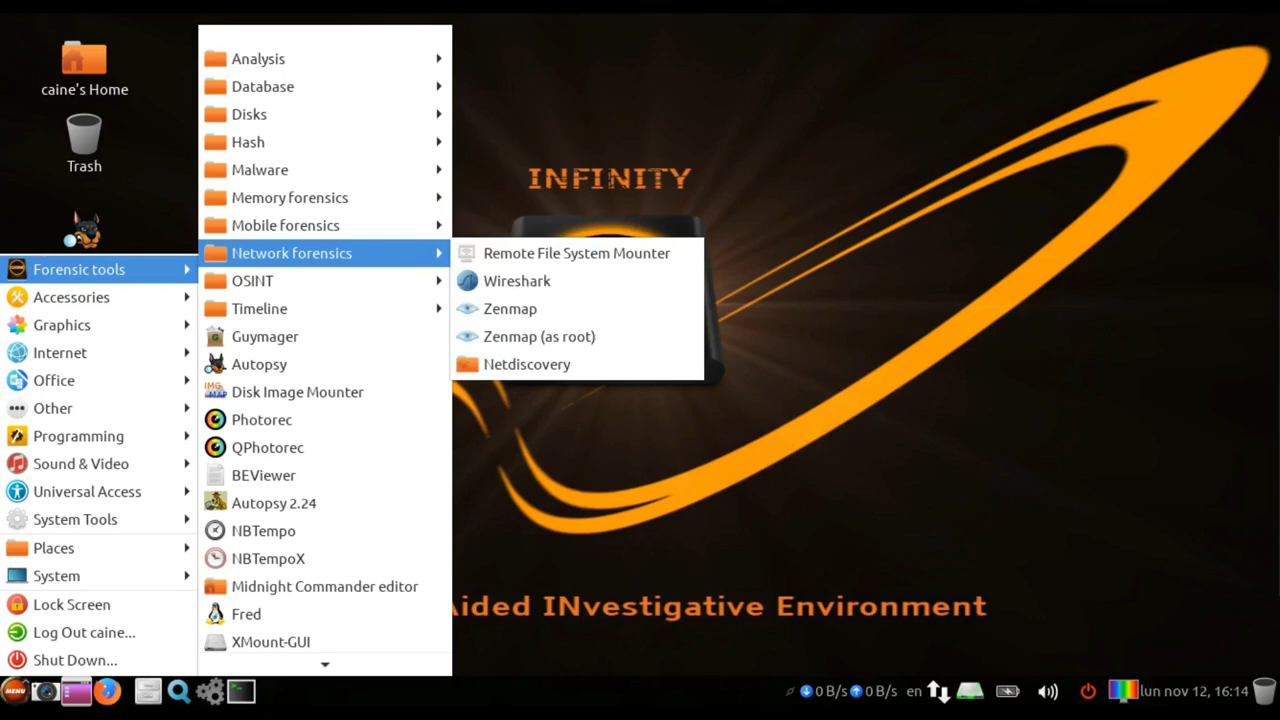 caine's Home
Trash
Forensic tools
Accessories
Graphics
Internet
Office
Other
Programming
Sound & Video
Universal Access
System Tools
Places
System
Lock Screen
Log Out caine...
Shut Down...
Analysis
Database
Disks
Hash
Malware
Memory forensics
Mobile forensics
Network forensics
OSINT
Timeline
Guymager
Autopsy
Disk Image Mounter
Photorec
QPhotorec
BEViewer
Autopsy 2.24
NBTempo
NBTempoX
Midnight Commander editor
Fred
XMount-GUI
Remote File System Mounter
Wireshark
Zenmap
Zenmap (as root)
Netdiscovery
INFINITY
Aided INvestigative Environment
MENU
0 B/s 0 B/s en lun nov 12, 16:14